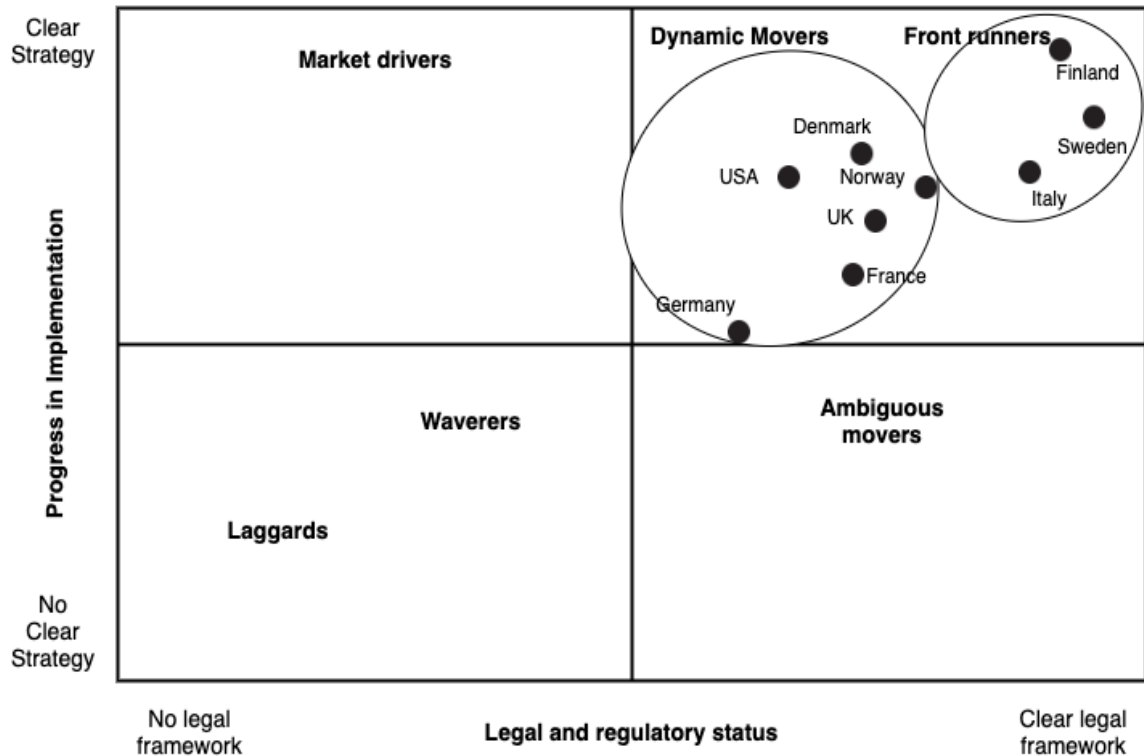 Clear
Strategy
Market drivers
Dynamic Movers
Front runners
Finland
Denmark
Sweden
USA
Norway
Italy
UK
France
Germany
Progress in Implementation
Waverers
Ambiguous
movers
Laggards
No
Clear
Strategy
No legal
framework
Legal and regulatory status
Clear legal
framework